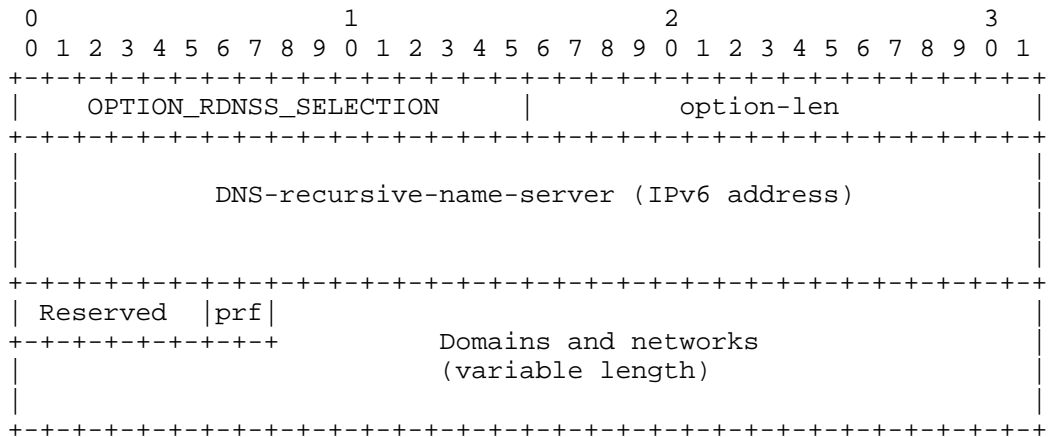 0                   1                   2                   3
 0 1 2 3 4 5 6 7 8 9 0 1 2 3 4 5 6 7 8 9 0 1 2 3 4 5 6 7 8 9 0 1
+-+-+-+-+-+-+-+-+-+-+-+-+-+-+-+-+-+-+-+-+-+-+-+-+-+-+-+-+-+-+-+-+
|    OPTION_RDNSS_SELECTION     |         option-len            |
+-+-+-+-+-+-+-+-+-+-+-+-+-+-+-+-+-+-+-+-+-+-+-+-+-+-+-+-+-+-+-+-+
|                                                               |
|            DNS-recursive-name-server (IPv6 address)           |
|                                                               |
|                                                               |
+-+-+-+-+-+-+-+-+-+-+-+-+-+-+-+-+-+-+-+-+-+-+-+-+-+-+-+-+-+-+-+-+
| Reserved  |prf|                                               |
+-+-+-+-+-+-+-+-+          Domains and networks                 |
|                          (variable length)                    |
|                                                               |
+-+-+-+-+-+-+-+-+-+-+-+-+-+-+-+-+-+-+-+-+-+-+-+-+-+-+-+-+-+-+-+-+